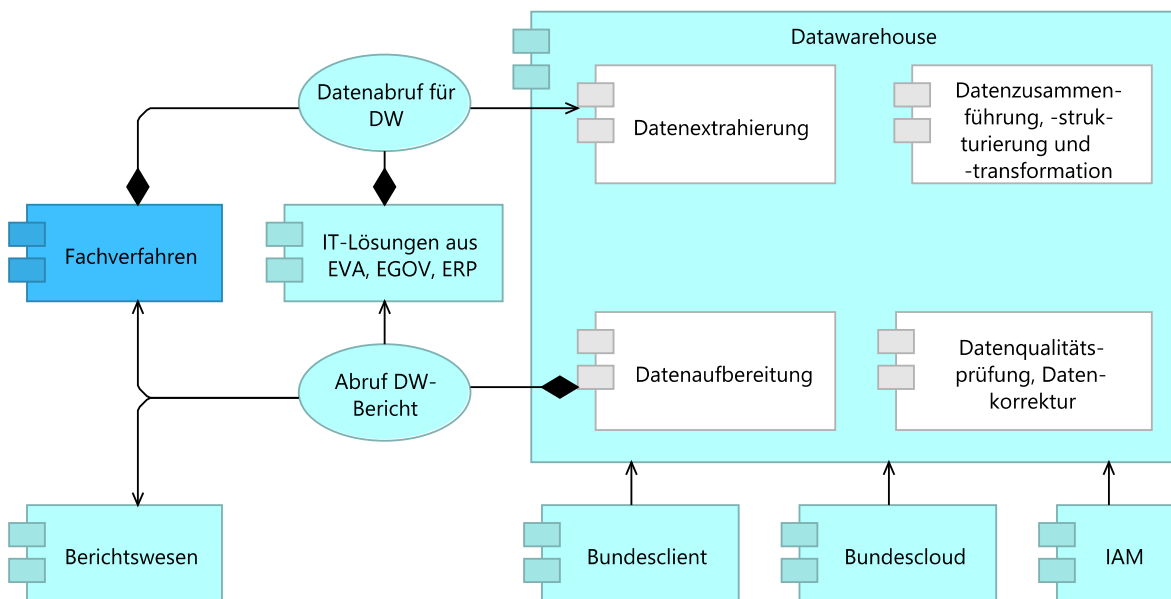 Datawarehouse
Datenabruf für
DW
Datenextrahierung
Datenzusammen-
führung, -struk-
turierung und
-transformation
Fachverfahren
IT-Lösungen aus
EVA, EGOV, ERP
Abruf DW-
Bericht
Datenaufbereitung
Datenqualitäts-
prüfung, Daten-
korrektur
Berichtswesen
Bundesclient
Bundescloud
IAM